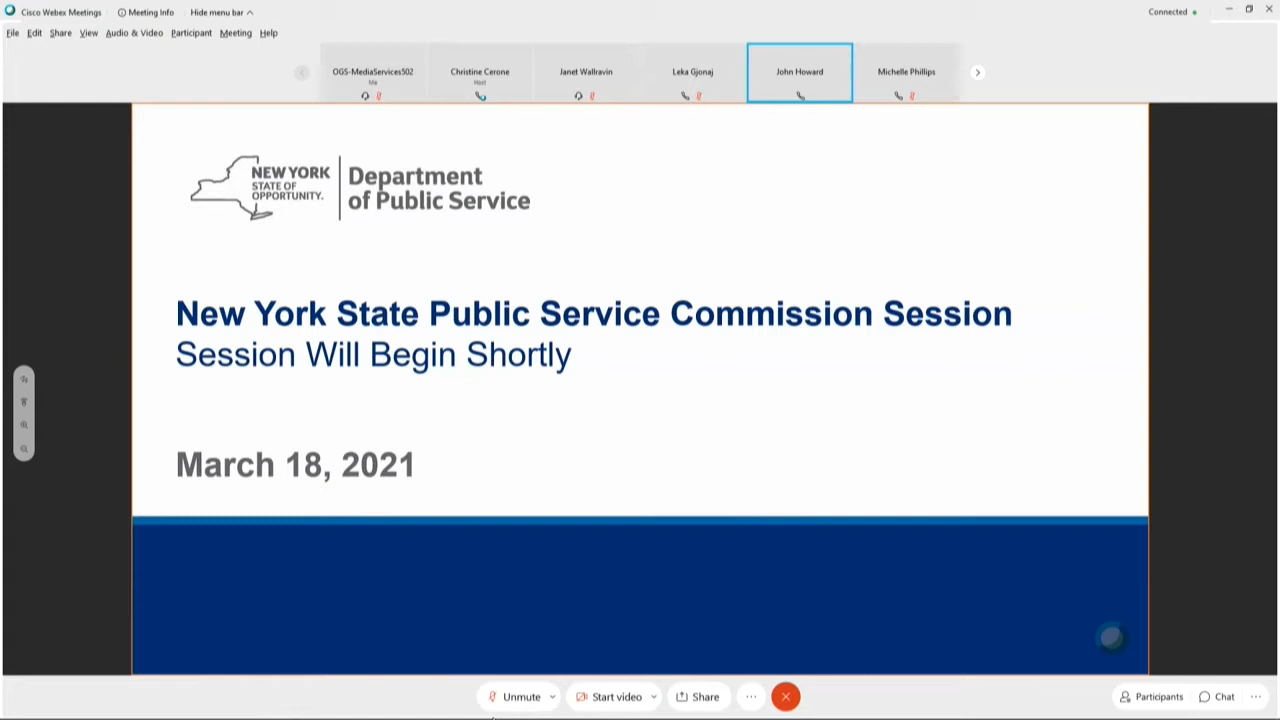 Cisco Webex Meetings Meeting Info Hide menu bar Connected
File Edit Share View Audio & Video Participant Meeting Help
OGS-MediaServices502 Christine Cerone Janet Wallravin Leka Gjonaj John Howard Michelle Phillips
Me Host
NEW YORK
STATE OF
OPPORTUNITY.
Department
of Public Service
New York State Public Service Commission Session
Session Will Begin Shortly
March 18, 2021
Unmute Start video Share Participants Chat